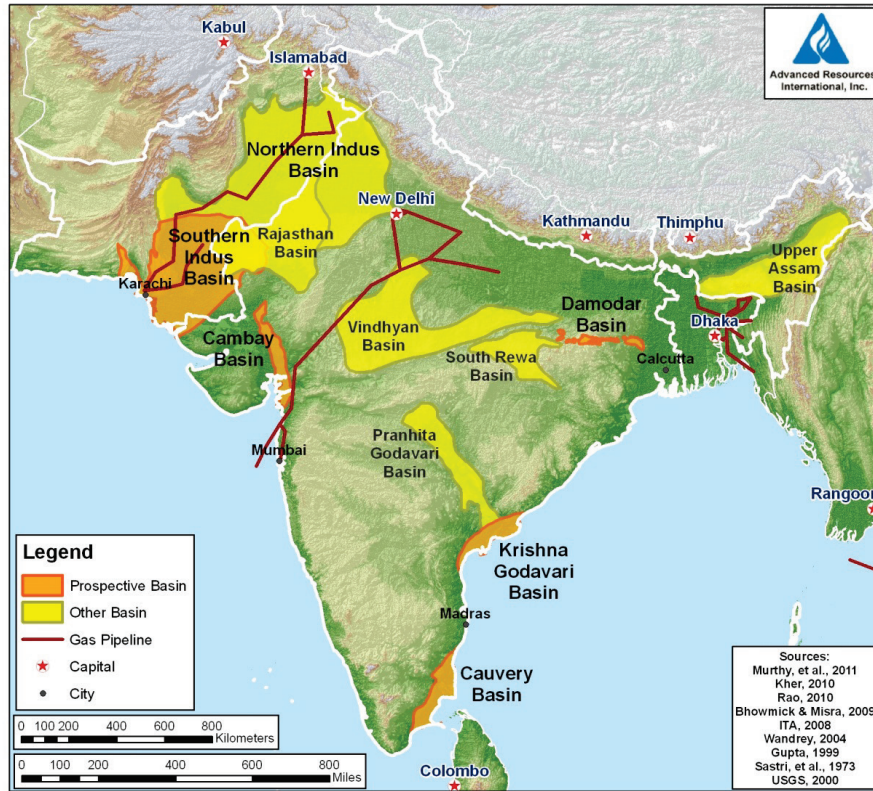 Kabul
Islamabad
Advanced Resources
International, Inc.
Northern Indus
Basin
New Delhi
Kathmandu
Thimphu
Southern
Indus
Basin
Rajasthan
Basin
Upper
Assam
Basin
Karachi
Damodar
Basin
Dhaka
Cambay
Basin
Vindhyan
Basin
South Rewa
Basin
Calcutta
Pranhita
Godavari
Basin
Mumbai
Rangoon
Krishna
Godavari
Basin
Madras
Cauvery
Basin
Colombo
Legend
Prospective Basin
Other Basin
Gas Pipeline
Capital
City
0 100 200 400 600 800
Kilometers
0 100 200 400 600 800
Miles
Sources:
Murthy, et al., 2011
Kher, 2010
Rao, 2010
Bhowmick & Misra, 2009
ITA, 2008
Wandrey, 2004
Gupta, 1999
Sastri, et al., 1973
USGS, 2000